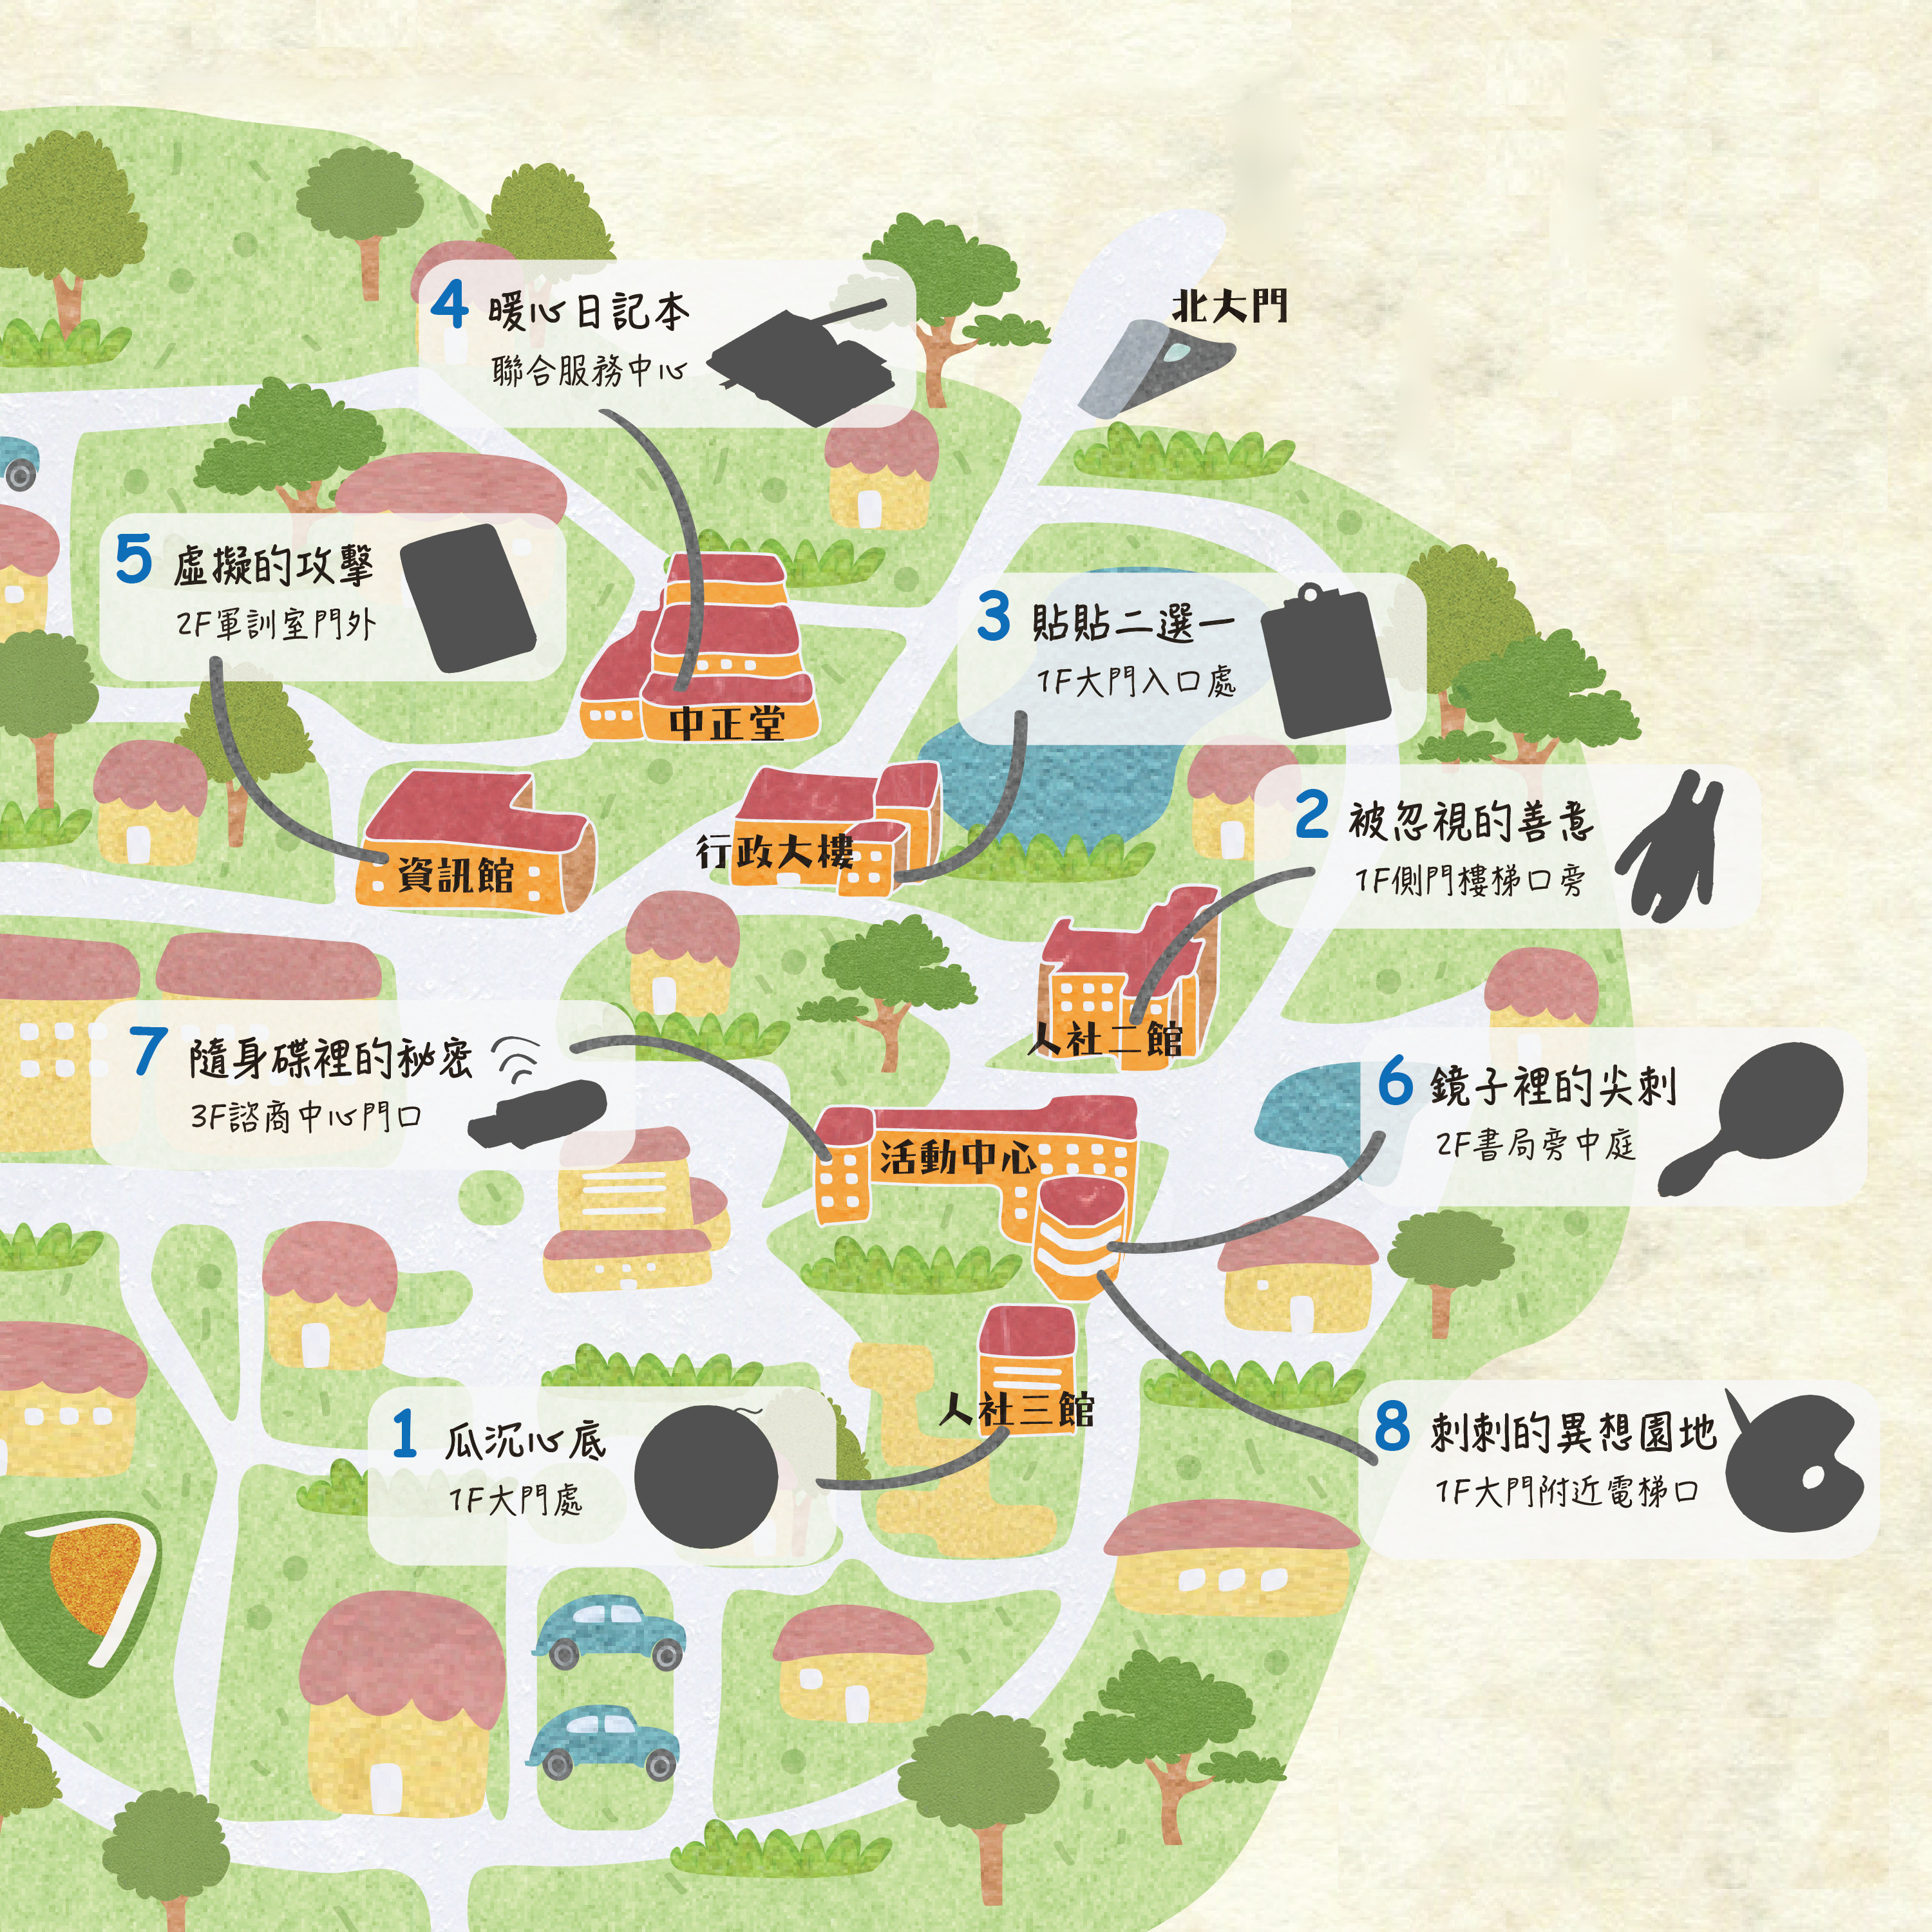 北大門
4 暖心日記本
聯合服務中心
5 虛擬的攻擊
2F軍訓室門外
3 貼貼二選一
1F大門入口處
中正堂
2 被忽視的善意
1F側門樓梯口旁
行政大樓
資訊館
人社二館
7 隨身碟裡的秘密
3F諮商中心門口
6 鏡子裡的尖刺
2F書局旁中庭
活動中心
人社三館
1 瓜沉心底
1F大門處
8 刺刺的異想園地
1F大門附近電梯口